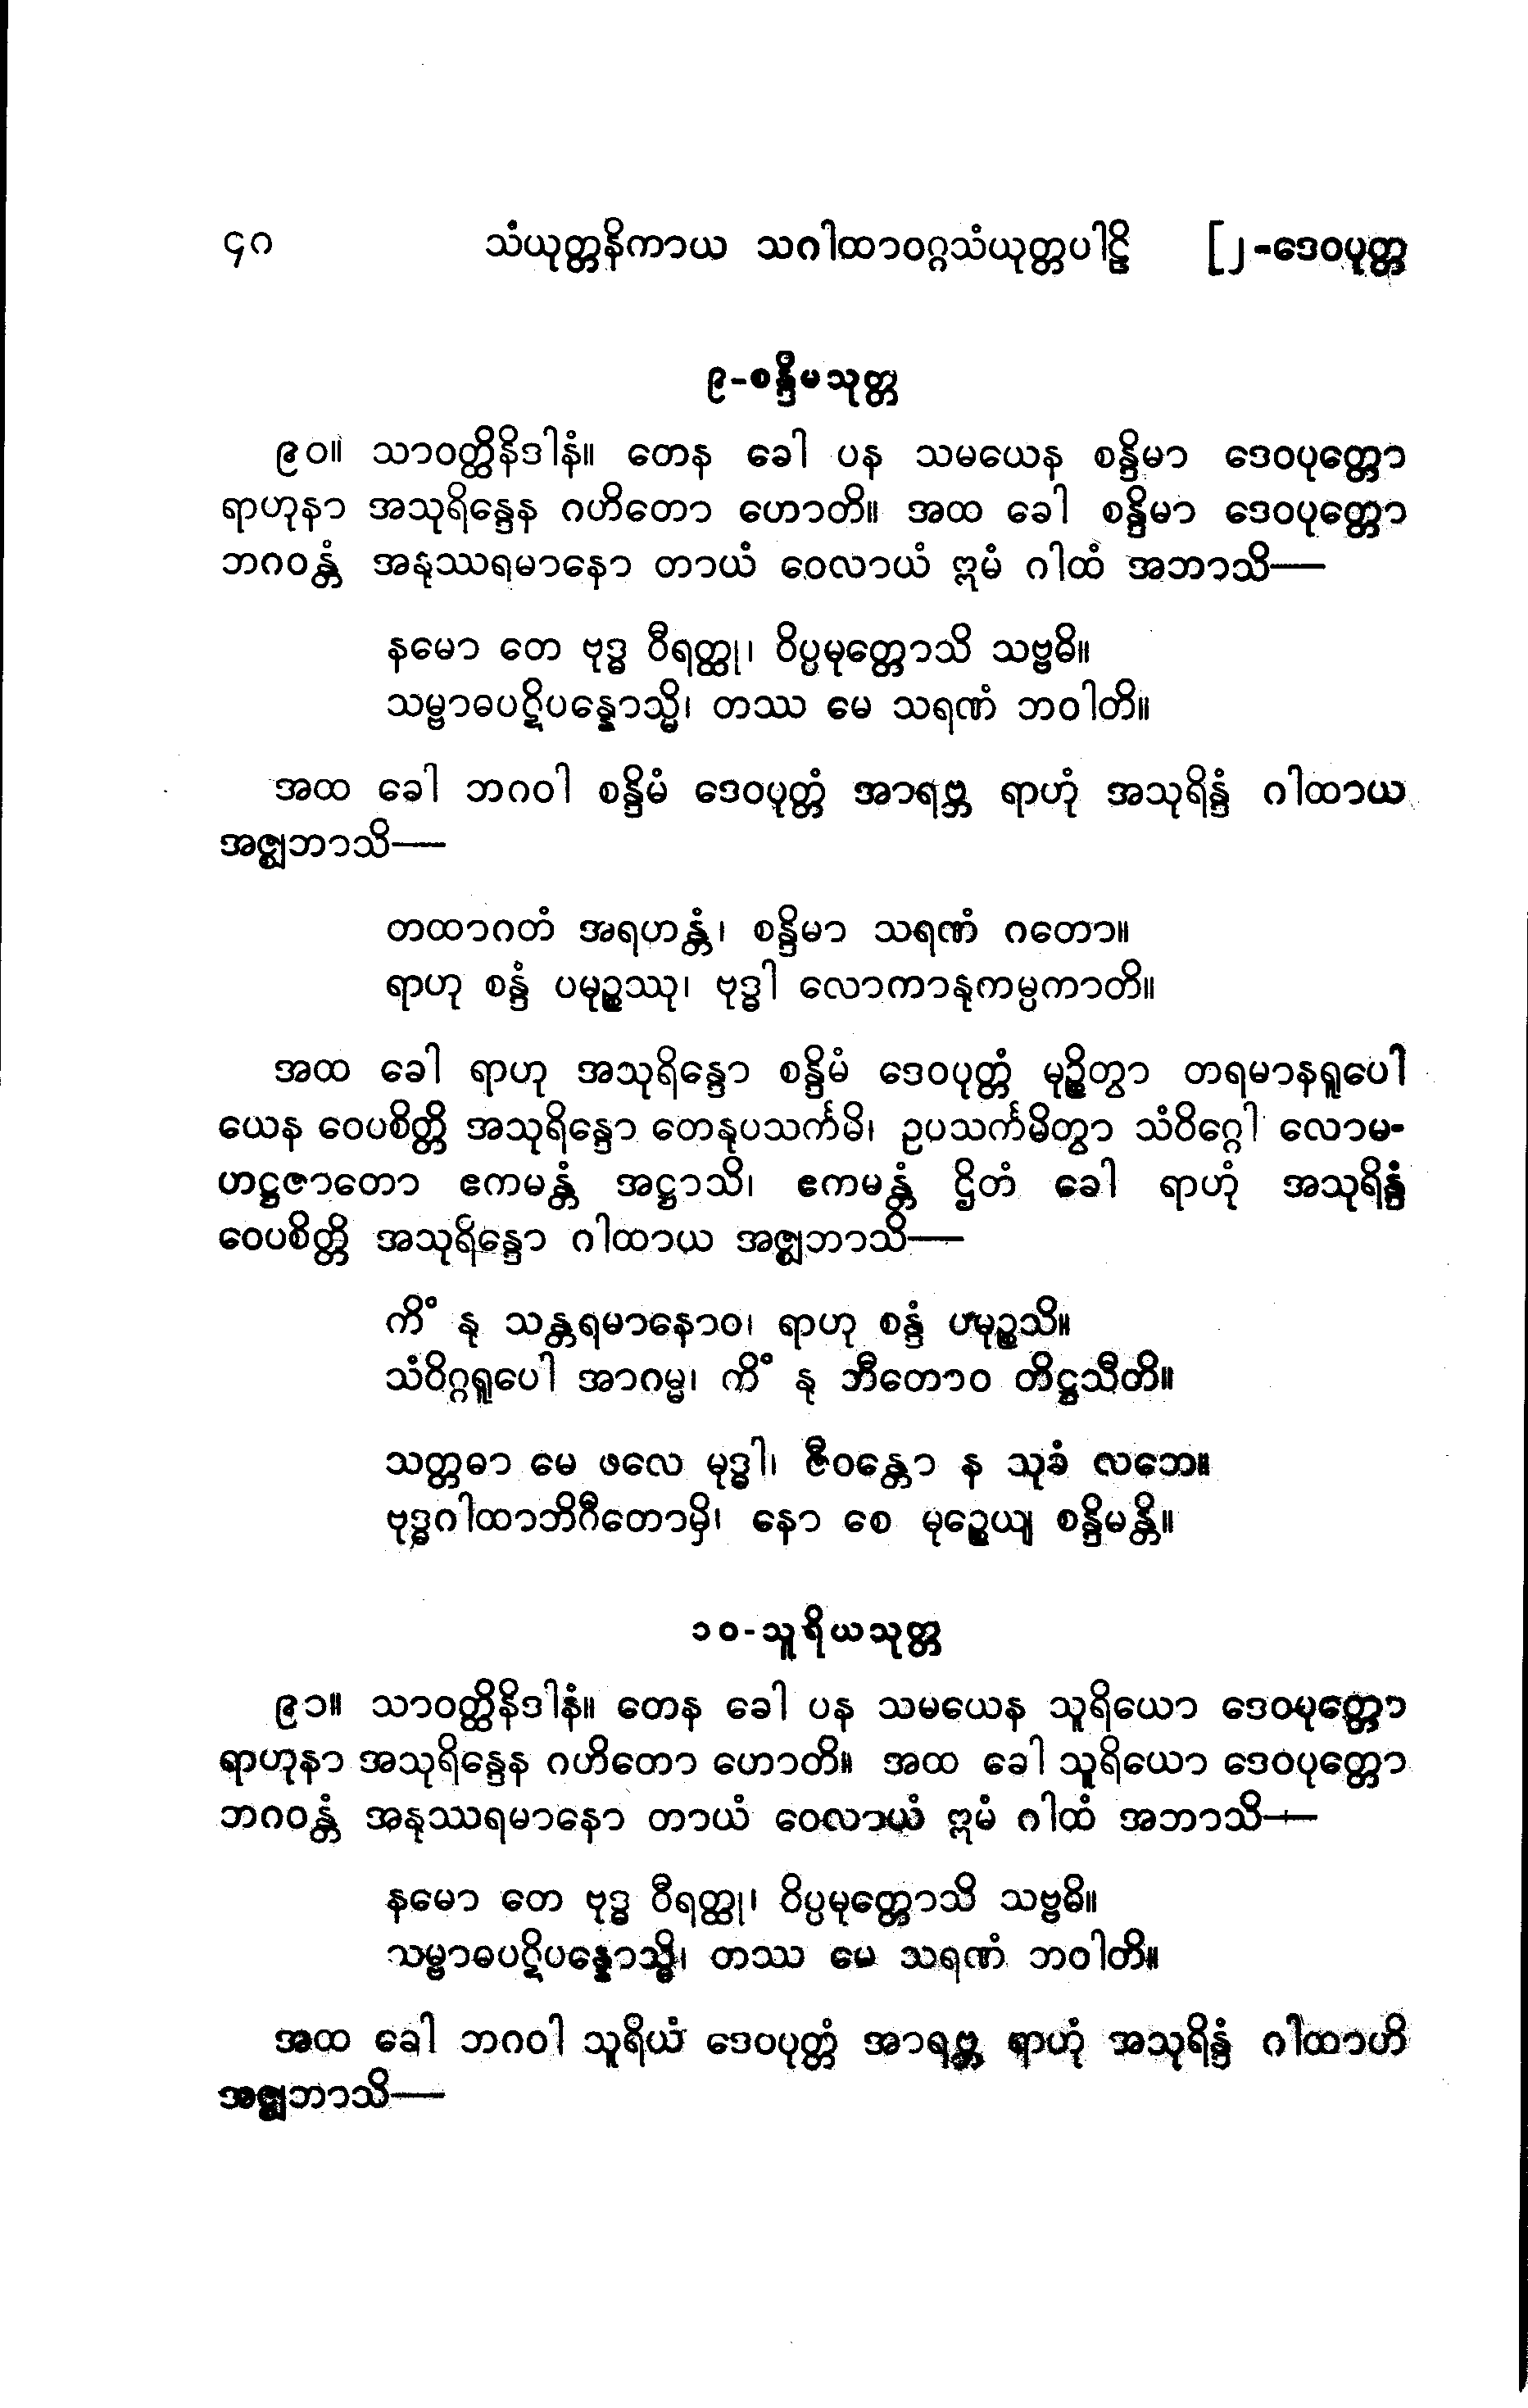 ၄၈ သံယုတ္တနိကာယ သဂါထာဝဂ္ဂသံယုတ္တပါဠိ [၂-ဒေဝပုတ္တ
၉-စန္ဒိမသုတ္တ
၉၀။ သာဝတ္ထိနိဒါနံ။ တေန ခေါ ပန သမယေန စန္ဒိမာ ဒေဝပုတ္တော
ရာဟုနာ အသုရိန္ဒေန ဂဟိတော ဟောတိ။ အထ ခေါ စန္ဒိမာ ဒေဝပုတ္တော
ဘဂဝန္တံ အနုဿရမာနော တာယံ ဝေလာယံ ဣမံ ဂါထံ အဘာသိ—
နမော တေ ဗုဒ္ဓ ဝီရတ္ထု၊ ဝိပ္ပမုတ္တောသိ သဗ္ဗဓိ။
သမ္ဗာဓပဋိပန္နောသ္မိ၊ တဿ မေ သရဏံ ဘဝါတိ။
အထ ခေါ ဘဂဝါ စန္ဒိမံ ဒေဝပုတ္တံ အာရဗ္ဘ ရာဟုံ အသုရိန္ဒံ ဂါထာယ
အဇ္ဈဘာသိ—
တထာဂတံ အရဟန္တံ၊ စန္ဒိမာ သရဏံ ဂတော။
ရာဟု စန္ဒံ ပမုဉ္စဿု၊ ဗုဒ္ဓါ လောကာနုကမ္ပကာတိ။
အထ ခေါ ရာဟု အသုရိန္ဒော စန္ဒိမံ ဒေဝပုတ္တံ မုဉ္စိတွာ တရမာနရူပေါ
ယေန ဝေပစိတ္တိ အသုရိန္ဒော တေနုပသင်္ကမိ၊ ဥပသင်္ကမိတွာ သံဝိဂ္ဂေါ လောမ-
ဟဋ္ဌဇာတော ဧကမန္တံ အဋ္ဌာသိ၊ ဧကမန္တံ ဌိတံ ခေါ ရာဟုံ အသုရိန္ဒံ
ဝေပစိတ္တိ အသုရိန္ဒော ဂါထာယ အဇ္ဈဘာသိ—
ကိံ နု သန္တရမာနောဝ၊ ရာဟု စန္ဒံ ပမုဉ္စသိ။
သံဝိဂ္ဂရူပေါ အာဂမ္မ၊ ကိံ နု ဘီတောဝ တိဋ္ဌသီတိ။
သတ္တဓာ မေ ဖလေ မုဒ္ဓါ၊ ဇီဝန္တော န သုခံ လဘေ။
ဗုဒ္ဓဂါထာဘိဂီတောမှိ၊ နော စေ မုဉ္စေယျ စန္ဒိမန္တိ။
၁၀-သူရိယသုတ္တ
၉၁။ သာဝတ္ထိနိဒါနံ။ တေန ခေါ ပန သမယေန သူရိယော ဒေဝပုတ္တော
ရာဟုနာ အသုရိန္ဒေန ဂဟိတော ဟောတိ။ အထ ခေါ သူရိယော ဒေဝပုတ္တော
ဘဂဝန္တံ အနုဿရမာနော တာယံ ဝေလာယံ ဣမံ ဂါထံ အဘာသိ—
နမော တေ ဗုဒ္ဓ ဝီရတ္ထု၊ ဝိပ္ပမုတ္တောသိ သဗ္ဗဓိ။
သမ္ဗာဓပဋိပန္နောသ္မိ၊ တဿ မေ သရဏံ ဘဝါတိ။
အထ ခေါ ဘဂဝါ သူရိယံ ဒေဝပုတ္တံ အာရဗ္ဘ ရာဟုံ အသုရိန္ဒံ ဂါထာဟိ
အဇ္ဈဘာသိ—